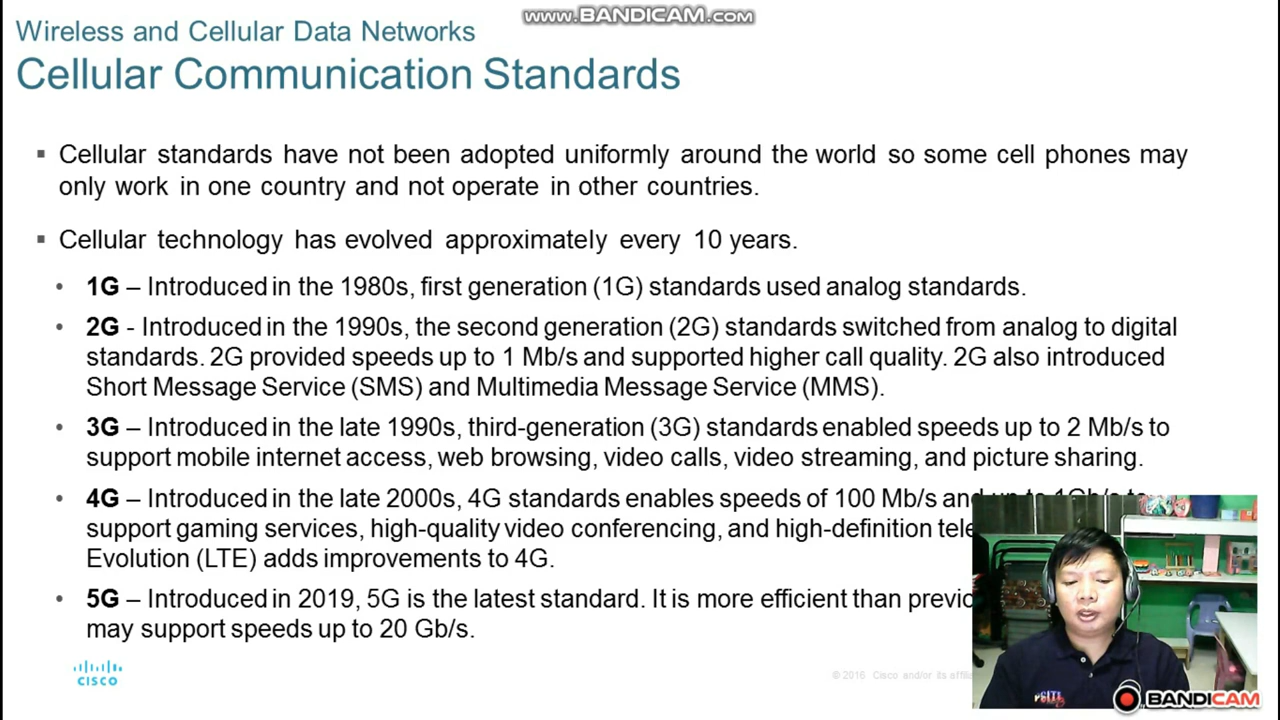 www.BANDICAM.com
Wireless and Cellular Data Networks
Cellular Communication Standards
▪ Cellular standards have not been adopted uniformly around the world so some cell phones may
only work in one country and not operate in other countries.
▪ Cellular technology has evolved approximately every 10 years.
• 1G – Introduced in the 1980s, first generation (1G) standards used analog standards.
• 2G - Introduced in the 1990s, the second generation (2G) standards switched from analog to digital
standards. 2G provided speeds up to 1 Mb/s and supported higher call quality. 2G also introduced
Short Message Service (SMS) and Multimedia Message Service (MMS).
• 3G – Introduced in the late 1990s, third-generation (3G) standards enabled speeds up to 2 Mb/s to
support mobile internet access, web browsing, video calls, video streaming, and picture sharing.
• 4G – Introduced in the late 2000s, 4G standards enables speeds of 100 Mb/s and up to 1Gb/s to
support gaming services, high-quality video conferencing, and high-definition
Evolution (LTE) adds improvements to 4G.
• 5G – Introduced in 2019, 5G is the latest standard. It is more efficient than
may support speeds up to 20 Gb/s.
CISCO
© 2016 Cisco and/or its
BANDICAM